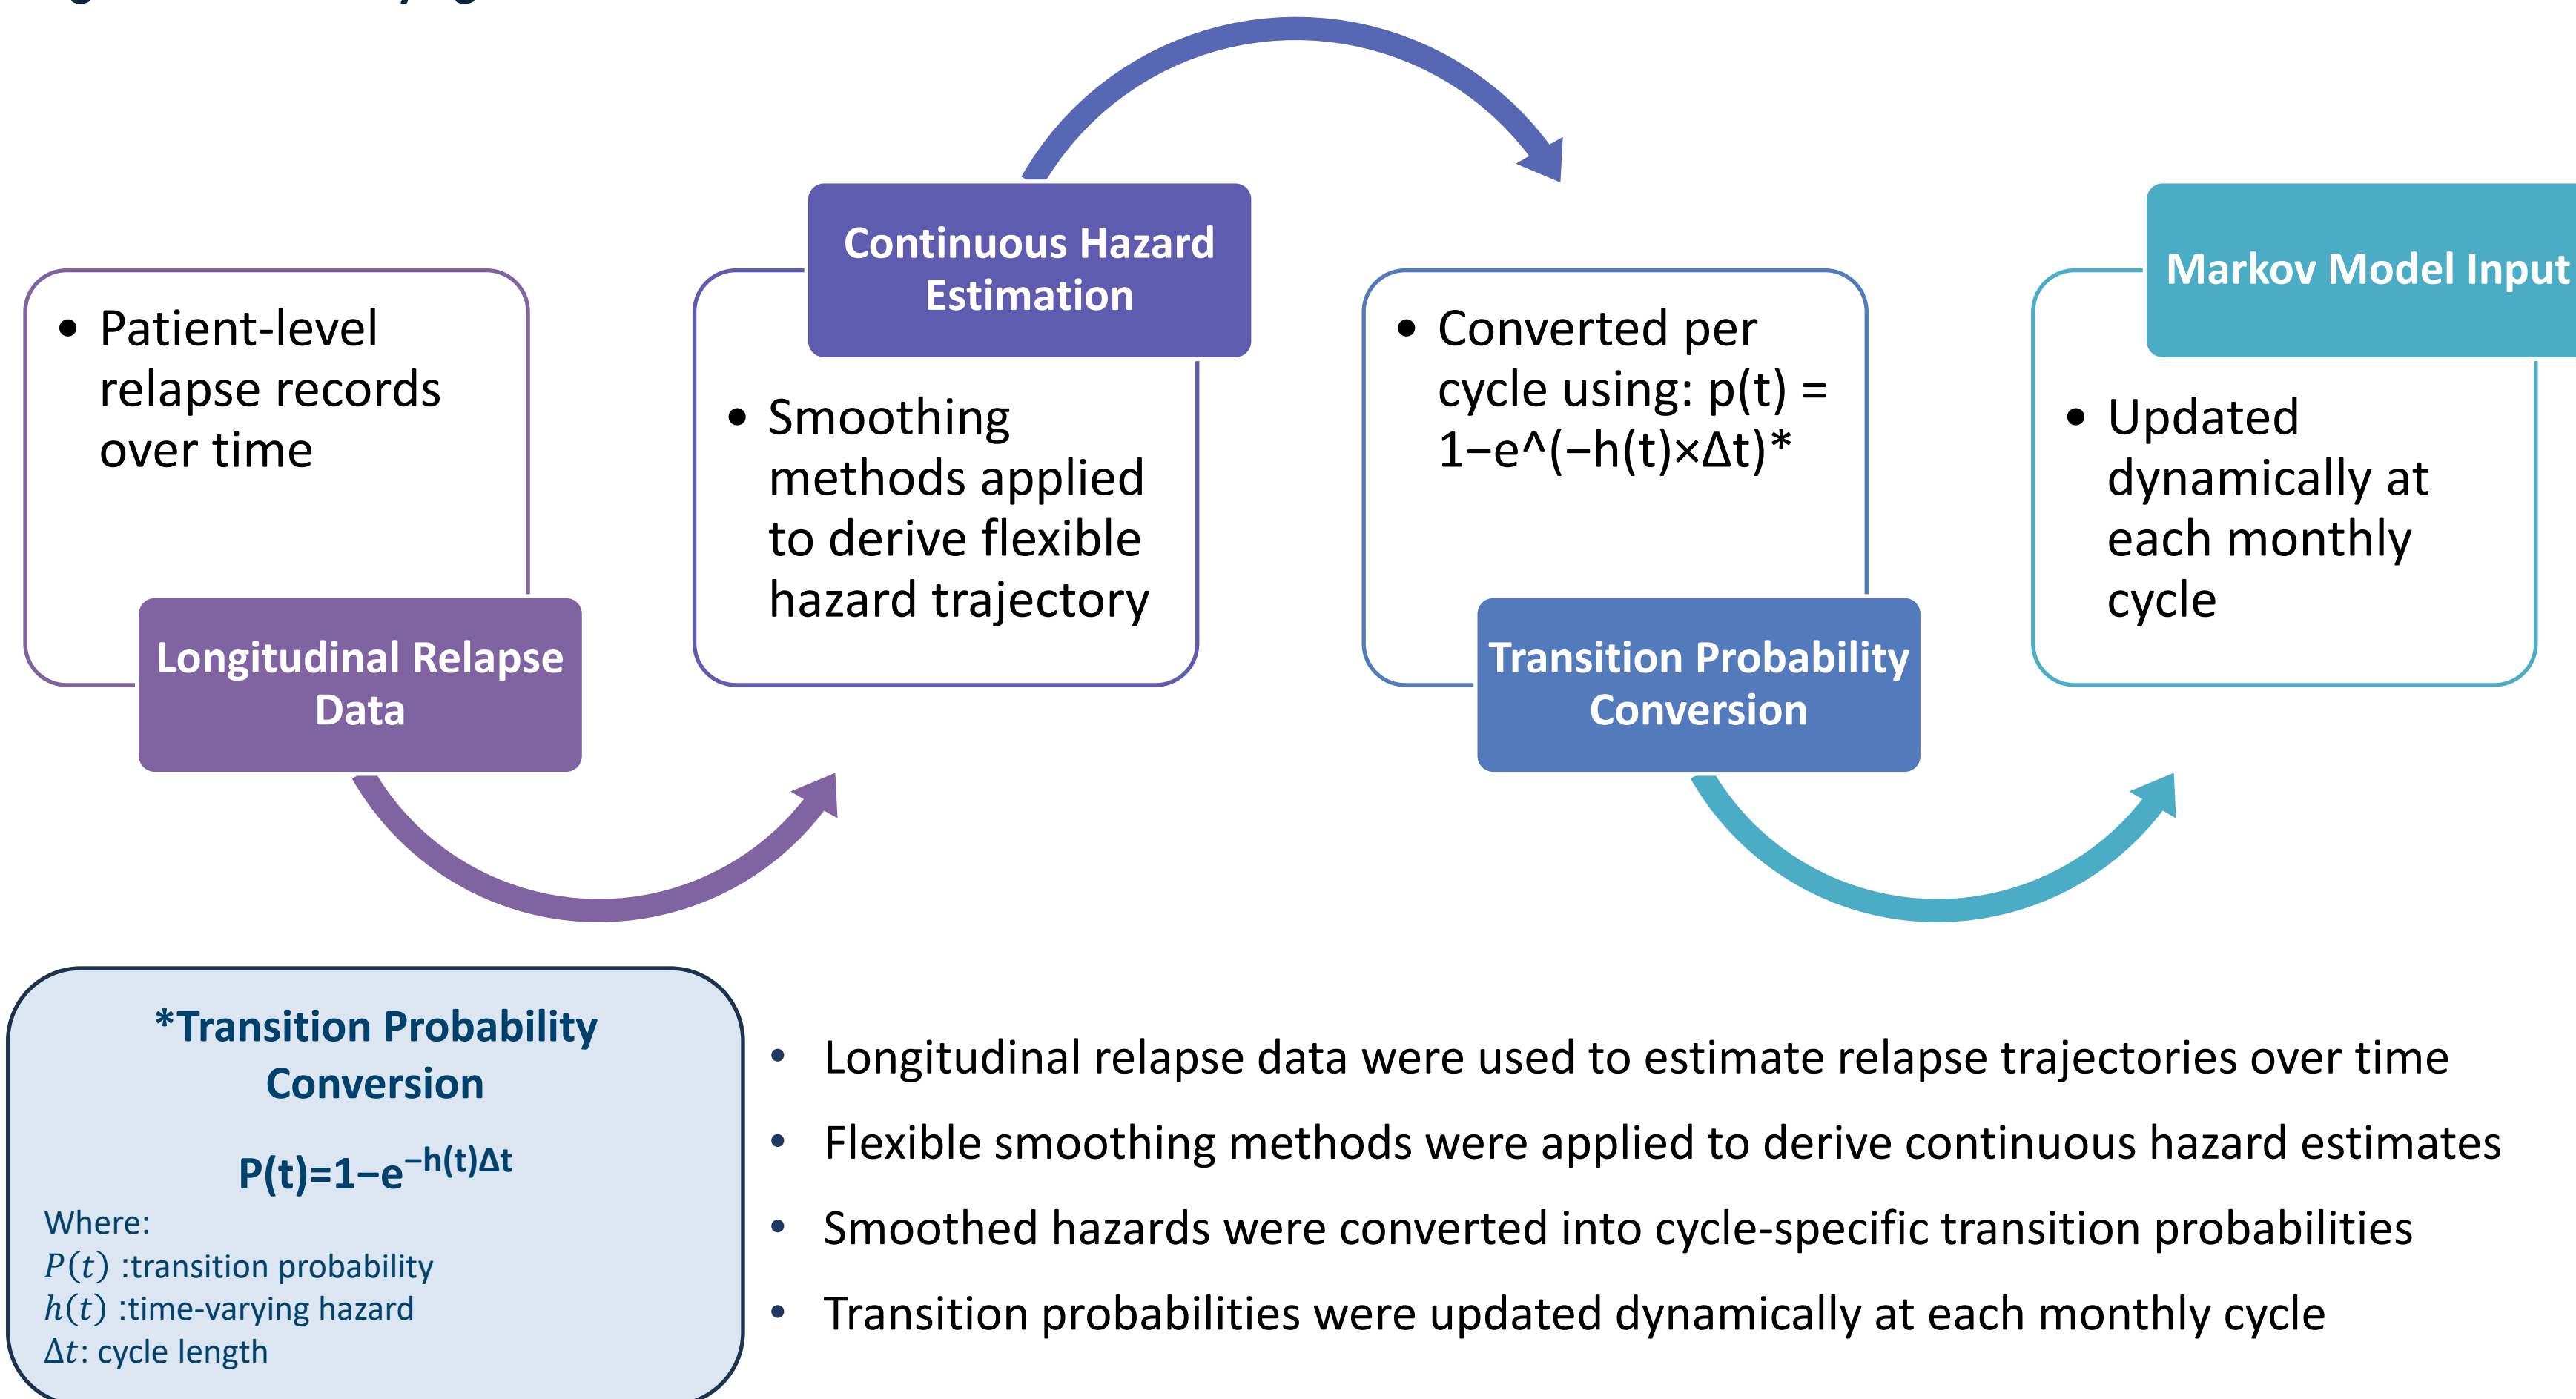 • Patient-level
relapse records
over time
Longitudinal Relapse
Data
Continuous Hazard
Estimation
• Smoothing
methods applied
to derive flexible
hazard trajectory
• Converted per
cycle using: p(t) =
1−e^(−h(t)×Δt)*
Transition Probability
Conversion
Markov Model Input
• Updated
dynamically at
each monthly
cycle
*Transition Probability
Conversion
P(t)=1−e^−h(t)Δt
Where:
P(t) :transition probability
h(t) :time-varying hazard
Δt: cycle length
• Longitudinal relapse data were used to estimate relapse trajectories over time
• Flexible smoothing methods were applied to derive continuous hazard estimates
• Smoothed hazards were converted into cycle-specific transition probabilities
• Transition probabilities were updated dynamically at each monthly cycle